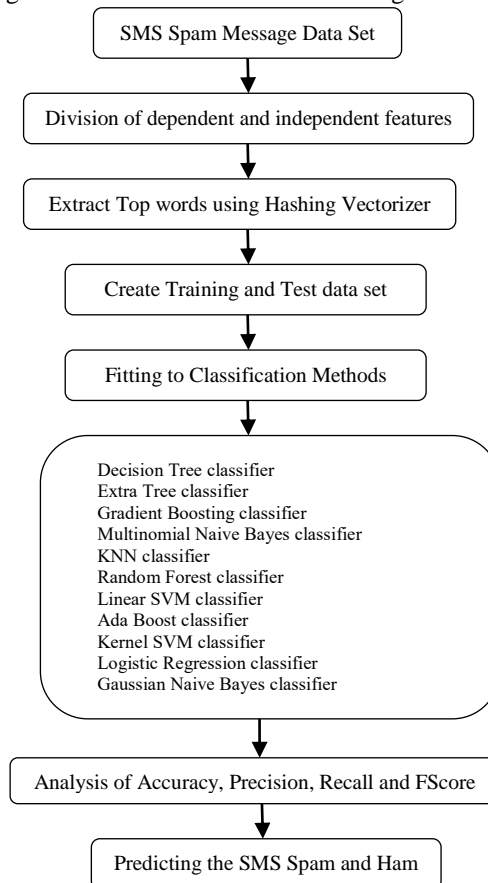 SMS Spam Message Data Set
Division of dependent and independent features
Extract Top words using Hashing Vectorizer
Create Training and Test data set
Fitting to Classification Methods
Decision Tree classifier
Extra Tree classifier
Gradient Boosting classifier
Multinomial Naive Bayes classifier
KNN classifier
Random Forest classifier
Linear SVM classifier
Ada Boost classifier
Kernel SVM classifier
Logistic Regression classifier
Gaussian Naive Bayes classifier
Analysis of Accuracy, Precision, Recall and FScore
Predicting the SMS Spam and Ham